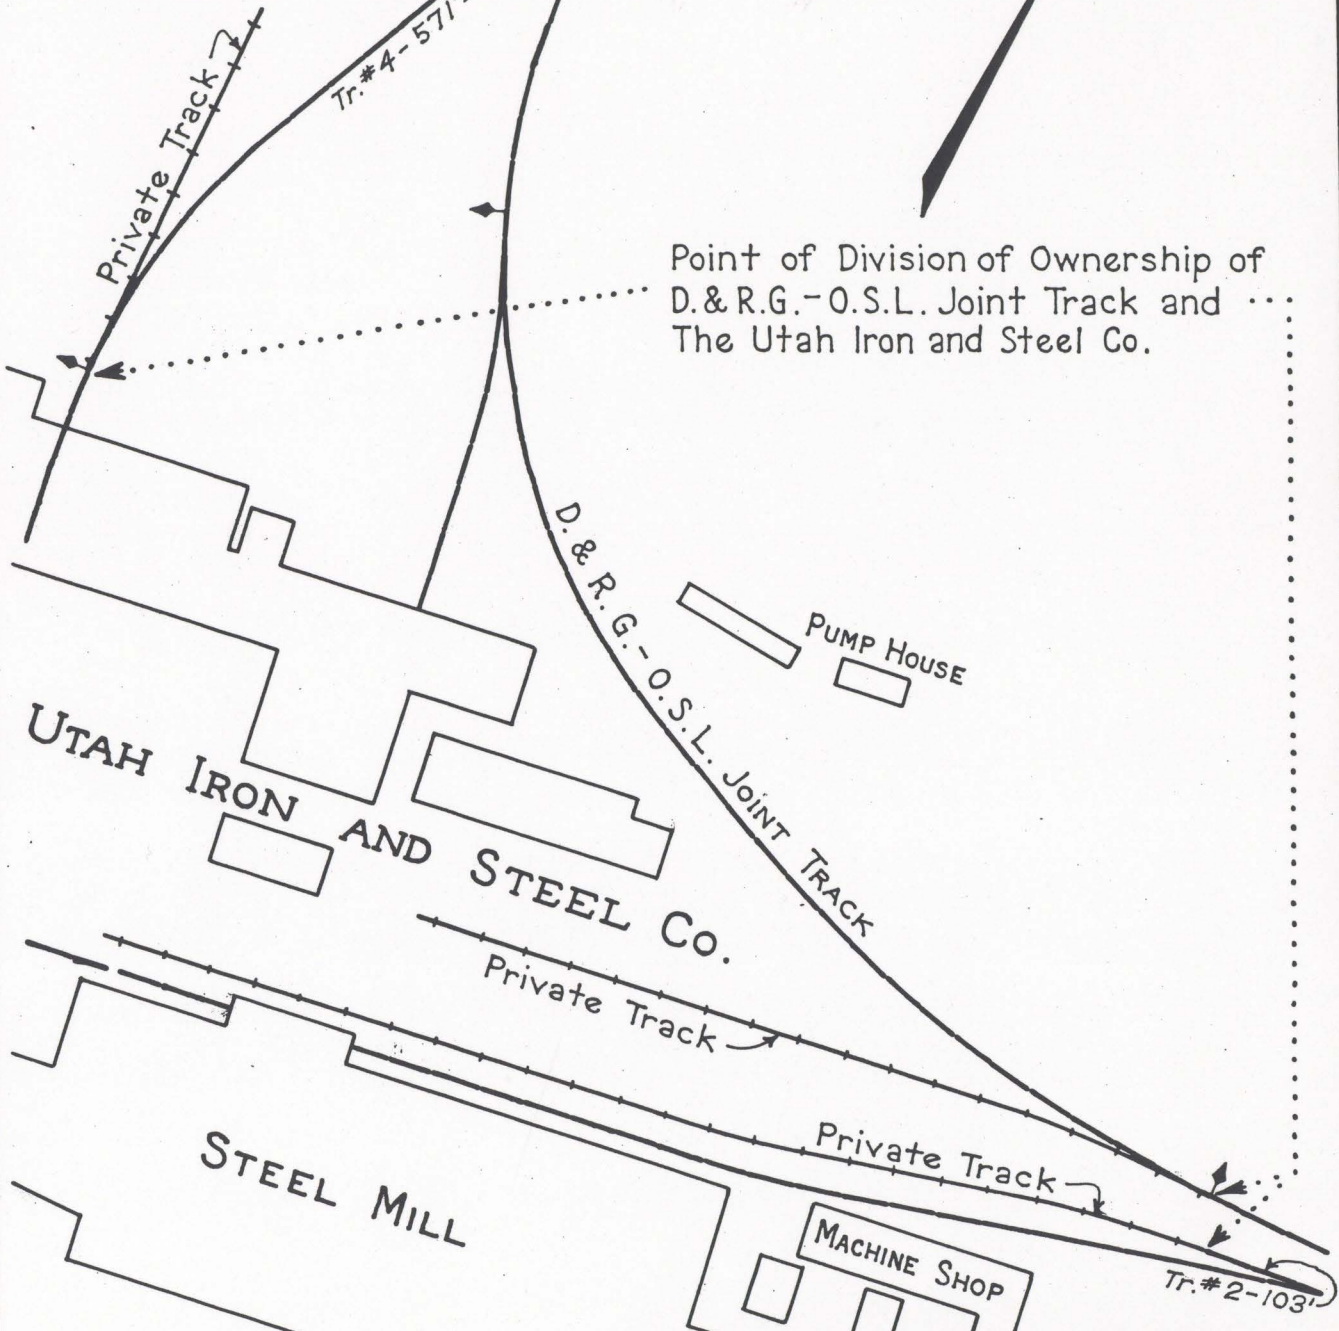 Private Track
Tr.#4-571'
Point of Division of Ownership of
D.&R.G.-O.S.L. Joint Track and
The Utah Iron and Steel Co.
D.&R.G.-O.S.L. JOINT TRACK
PUMP HOUSE
UTAH IRON AND STEEL CO.
Private Track
Private Track
STEEL MILL
MACHINE SHOP
Tr.#2-103'